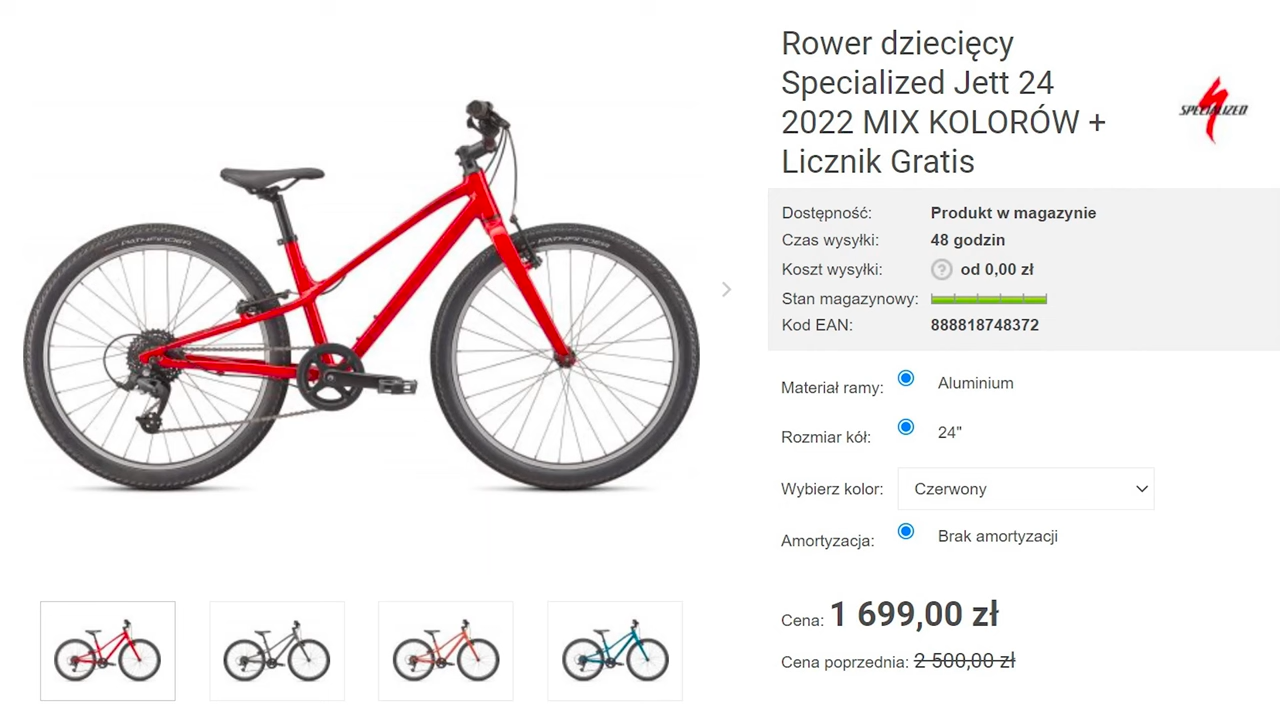 Rower dziecięcy
Specialized Jett 24
2022 MIX KOLORÓW +
Licznik Gratis
SPECIALIZED
Dostępność: Produkt w magazynie
Czas wysyłki: 48 godzin
Koszt wysyłki: ? od 0,00 zł
Stan magazynowy:
Kod EAN: 888818748372
Materiał ramy: Aluminium
Rozmiar kół: 24"
Wybierz kolor: Czerwony
Amortyzacja: Brak amortyzacji
Cena: 1 699,00 zł
Cena poprzednia: 2 500,00 zł
PATHFINDER
PATHFINDER